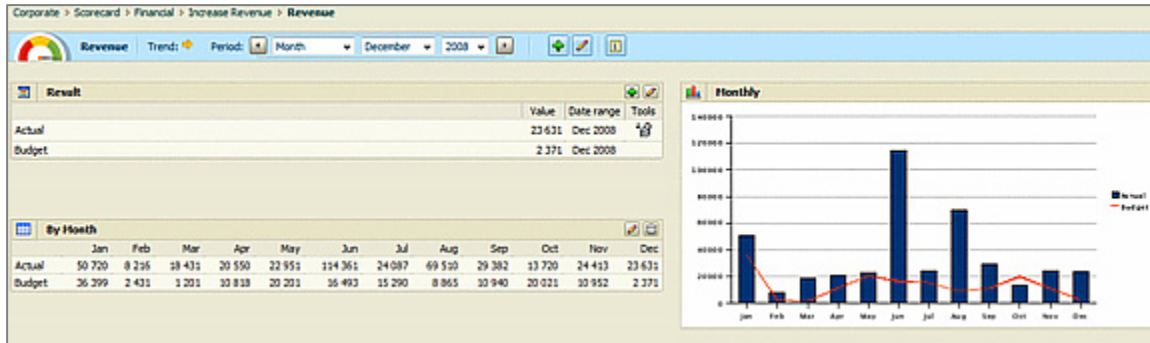 Corporate > Scorecard > Financial > Increase Revenue > Revenue
Revenue Trend: Period: Month December 2008
Result
Value Date range Tools
Actual 23 631 Dec 2008
Budget 2 371 Dec 2008
By Month
Jan Feb Mar Apr May Jun Jul Aug Sep Oct Nov Dec
Actual 50 720 8 216 18 431 20 550 22 951 114 361 24 087 69 510 29 382 13 720 24 413 23 631
Budget 36 399 2 431 1 201 10 818 20 201 16 493 15 290 8 865 10 940 20 021 10 952 2 371
Monthly
140000
120000
100000
80000
60000
40000
20000
0
Jan Feb Mar Apr May Jun Jul Aug Sep Oct Nov Dec
Actual
Budget